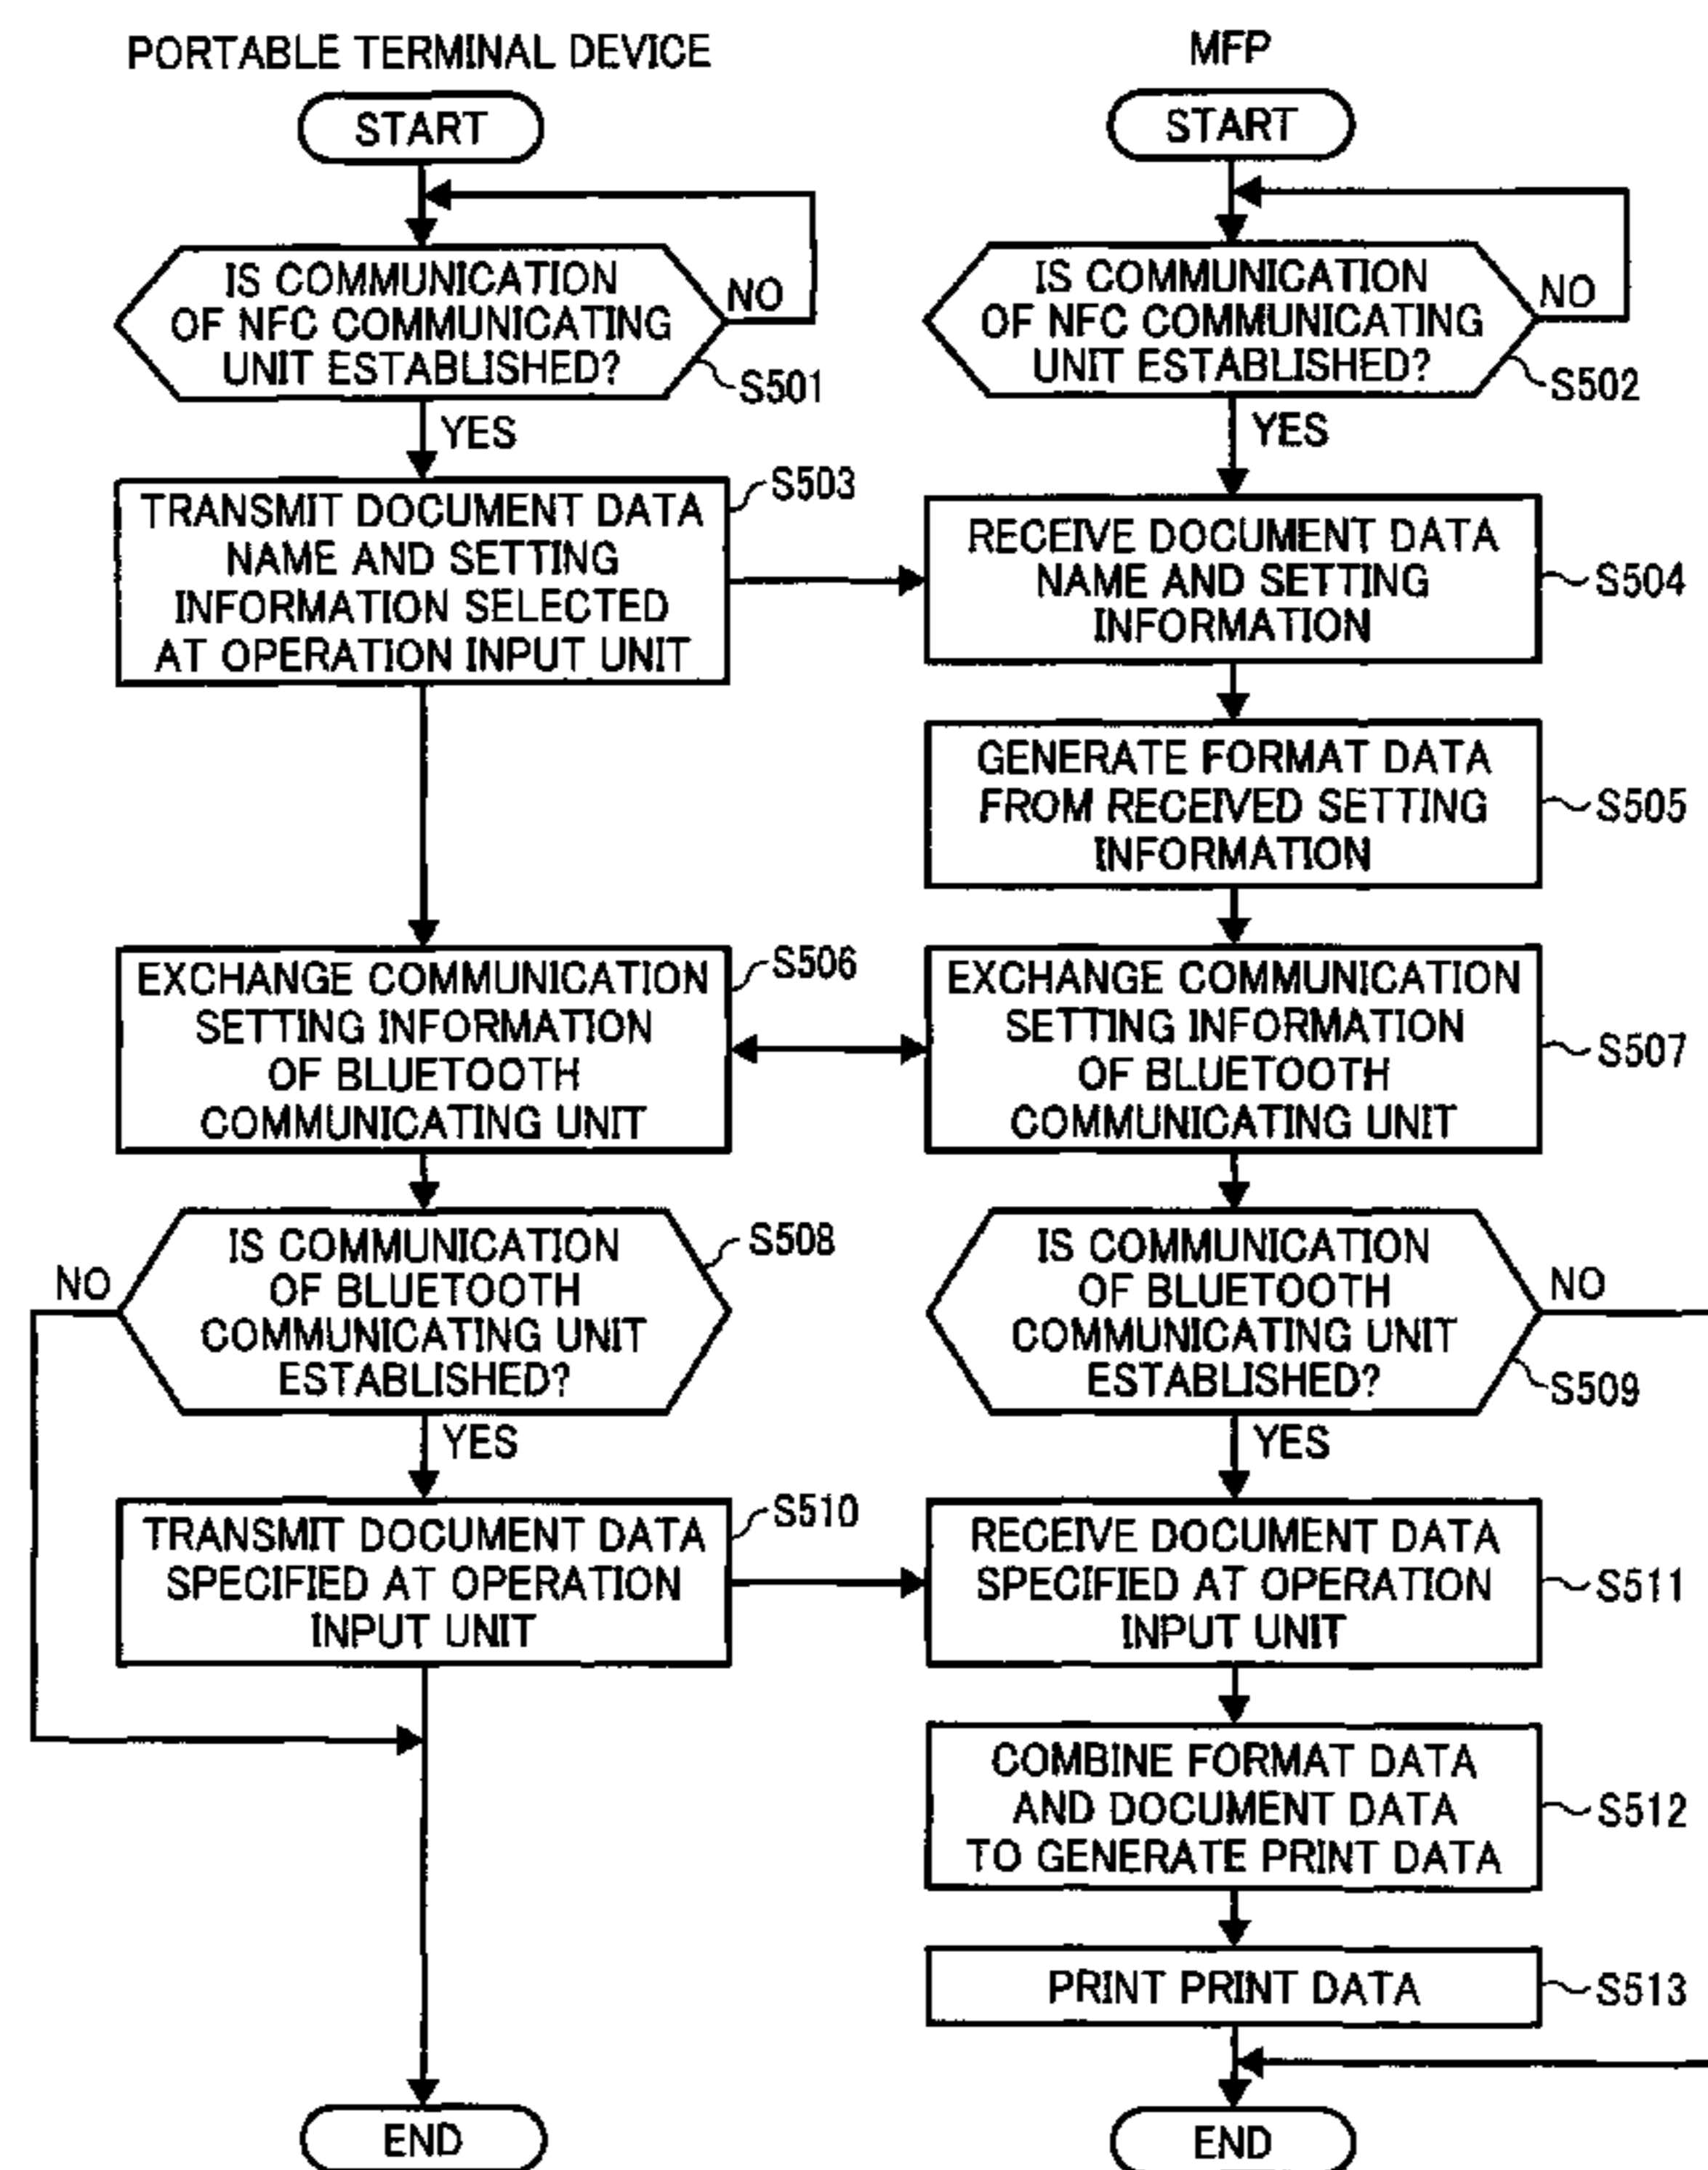 PORTABLE TERMINAL DEVICE
MFP
START
START
IS COMMUNICATION
OF NFC COMMUNICATING
UNIT ESTABLISHED?
NO
S501
IS COMMUNICATION
OF NFC COMMUNICATING
UNIT ESTABLISHED?
NO
S502
YES
YES
TRANSMIT DOCUMENT DATA
NAME AND SETTING
INFORMATION SELECTED
AT OPERATION INPUT UNIT
S503
RECEIVE DOCUMENT DATA
NAME AND SETTING
INFORMATION
S504
GENERATE FORMAT DATA
FROM RECEIVED SETTING
INFORMATION
S505
EXCHANGE COMMUNICATION
SETTING INFORMATION
OF BLUETOOTH
COMMUNICATING UNIT
S506
EXCHANGE COMMUNICATION
SETTING INFORMATION
OF BLUETOOTH
COMMUNICATING UNIT
S507
NO
IS COMMUNICATION
OF BLUETOOTH
COMMUNICATING UNIT
ESTABLISHED?
S508
IS COMMUNICATION
OF BLUETOOTH
COMMUNICATING UNIT
ESTABLISHED?
NO
S509
YES
YES
TRANSMIT DOCUMENT DATA
SPECIFIED AT OPERATION
INPUT UNIT
S510
RECEIVE DOCUMENT DATA
SPECIFIED AT OPERATION
INPUT UNIT
S511
COMBINE FORMAT DATA
AND DOCUMENT DATA
TO GENERATE PRINT DATA
S512
PRINT PRINT DATA
S513
END
END